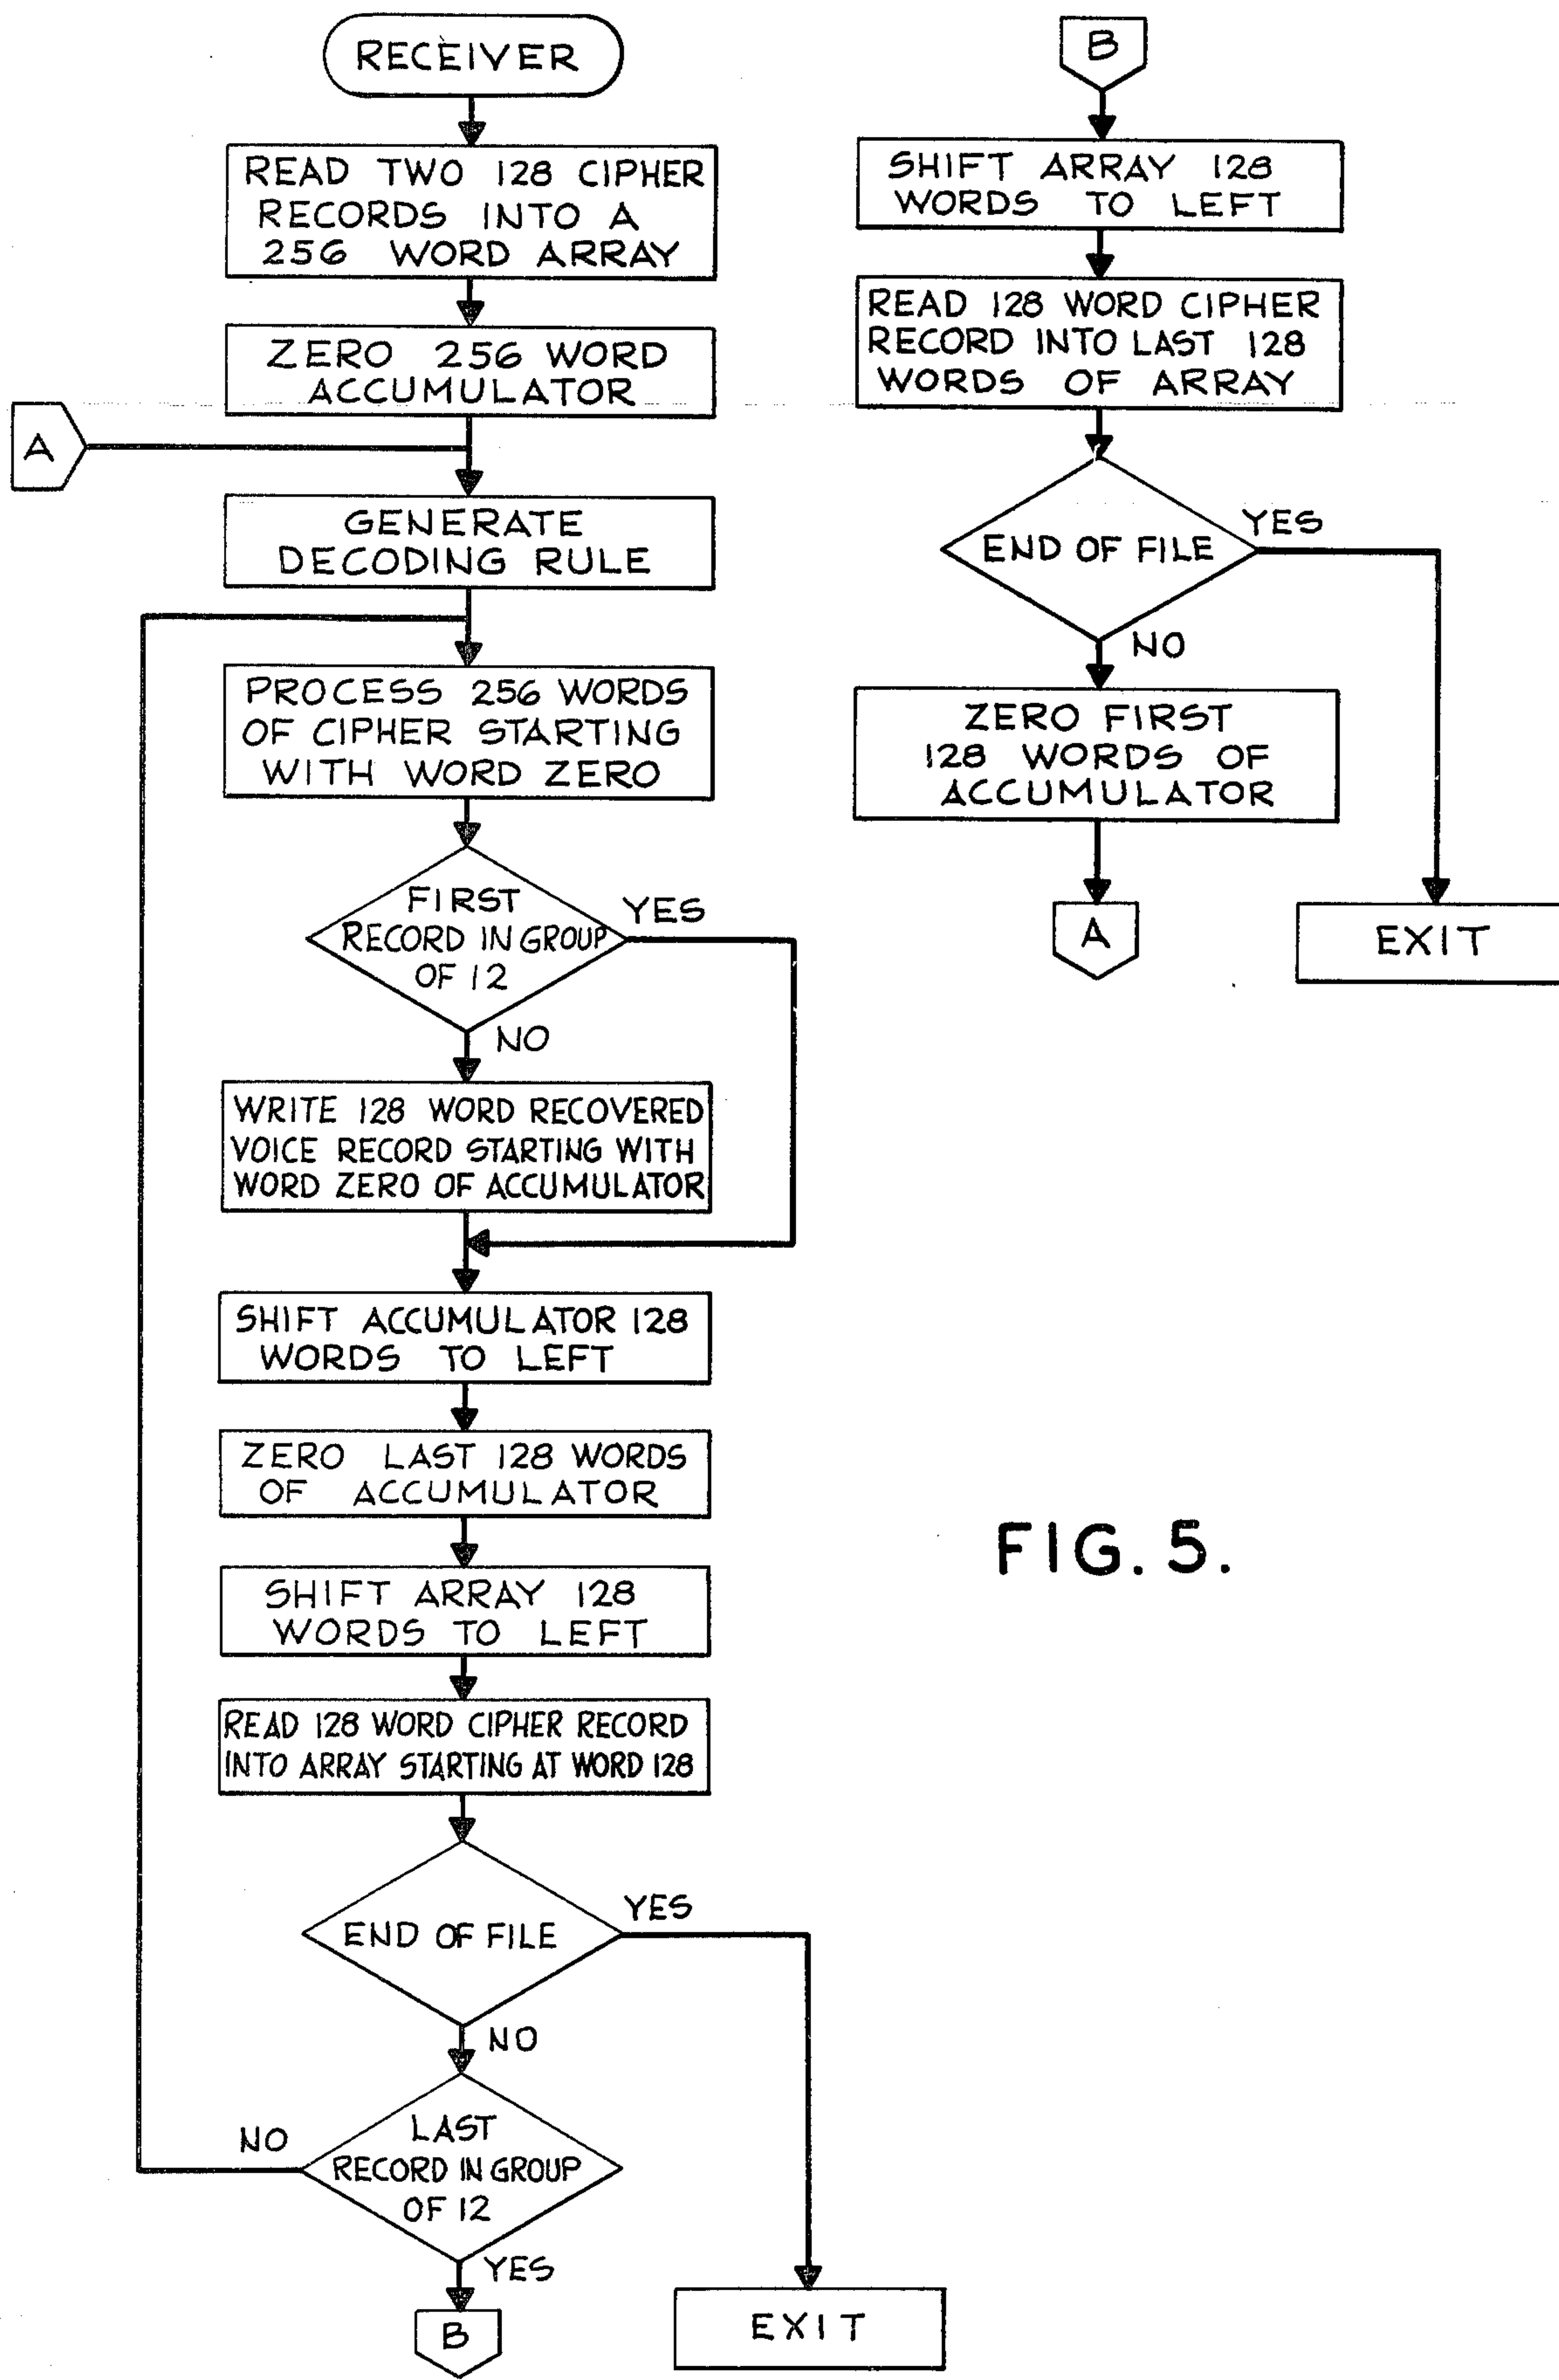 RECEIVER
READ TWO 128 CIPHER
RECORDS INTO A
256 WORD ARRAY
ZERO 256 WORD
ACCUMULATOR
A
GENERATE
DECODING RULE
PROCESS 256 WORDS
OF CIPHER STARTING
WITH WORD ZERO
FIRST
RECORD IN GROUP
OF 12
YES
NO
WRITE 128 WORD RECOVERED
VOICE RECORD STARTING WITH
WORD ZERO OF ACCUMULATOR
SHIFT ACCUMULATOR 128
WORDS TO LEFT
ZERO LAST 128 WORDS
OF ACCUMULATOR
SHIFT ARRAY 128
WORDS TO LEFT
READ 128 WORD CIPHER RECORD
INTO ARRAY STARTING AT WORD 128
END OF FILE
YES
NO
LAST
RECORD IN GROUP
OF 12
NO
YES
B
EXIT
B
SHIFT ARRAY 128
WORDS TO LEFT
READ 128 WORD CIPHER
RECORD INTO LAST 128
WORDS OF ARRAY
END OF FILE
YES
NO
ZERO FIRST
128 WORDS OF
ACCUMULATOR
A
EXIT
FIG. 5.